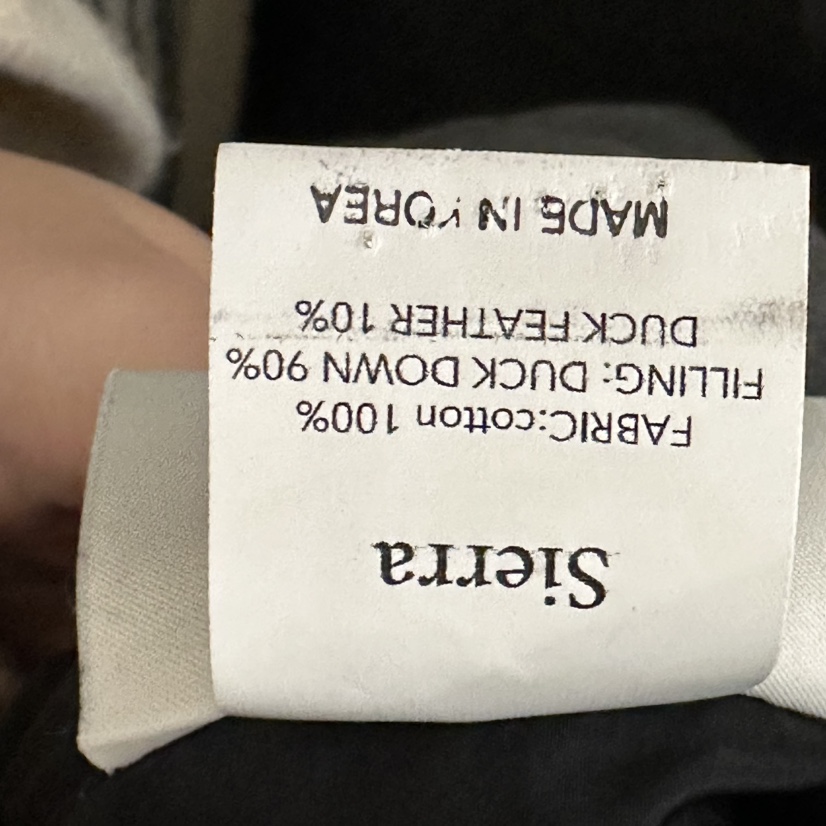 Sierra
FABRIC:cotton 100%
FILLING: DUCK DOWN 90%
DUCK FEATHER 10%
MADE IN KOREA